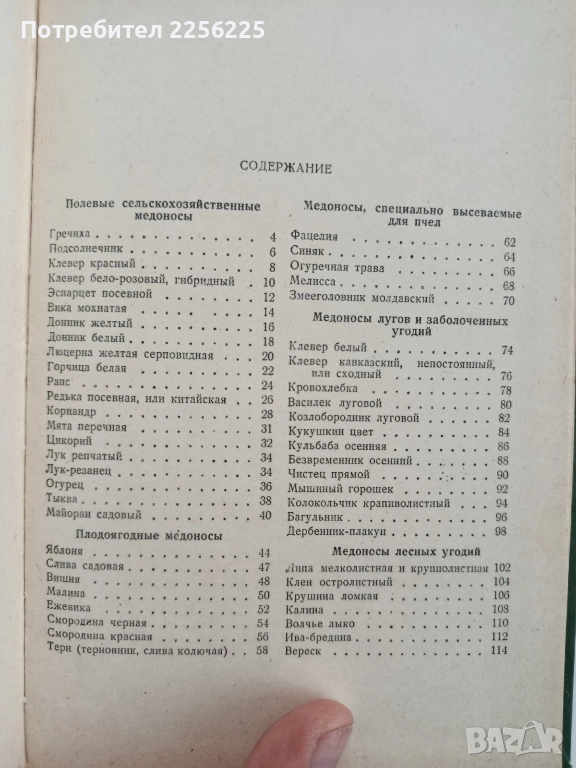 Потребител 2256225
СОДЕРЖАНИЕ
Полевые сельскохозяйственные
медоносы
Гречиха 4
Подсолнечник 6
Клевер красный 8
Клевер бело-розовый, гибридный 10
Эспарцет посевной 12
Вика мохнатая 14
Донник желтый 16
Донник белый 18
Люцерна желтая серповидная 20
Горчица белая 22
Рапс 24
Редька посевная, или китайская 26
Кориандр 28
Мята перечная 31
Цикорий 32
Лук репчатый 34
Лук-резанец 34
Огурец 36
Тыква 38
Майоран садовый 40
Плодоягодные медоносы
Яблоня 44
Слива садовая 47
Вишня 48
Малина 50
Ежевика 52
Смородина черная 54
Смородина красная 56
Терн (терновник, слива колючая) 58
Медоносы, специально высеваемые
для пчел
Фацелия 62
Синяк 64
Огуречная трава 66
Мелисса 68
Змееголовник молдавский 70
Медоносы лугов и заболоченных
угодий
Клевер белый 74
Клевер кавказский, непостоянный,
или сходный 76
Кровохлебка 78
Василек луговой 80
Козлобородник луговой 82
Кукушкин цвет 84
Кульбаба осенняя 86
Безвременник осенний 88
Чистец прямой 90
Мышиный горошек 92
Колокольчик крапиволистный 94
Багульник 96
Дербенник-плакун 98
Медоносы лесных угодий
Липа мелколистная и крупнолистная 102
Клен остролистный 104
Крушина ломкая 106
Калина 108
Волчье лыко 110
Ива-бредина 112
Вереск 114
BAZAR